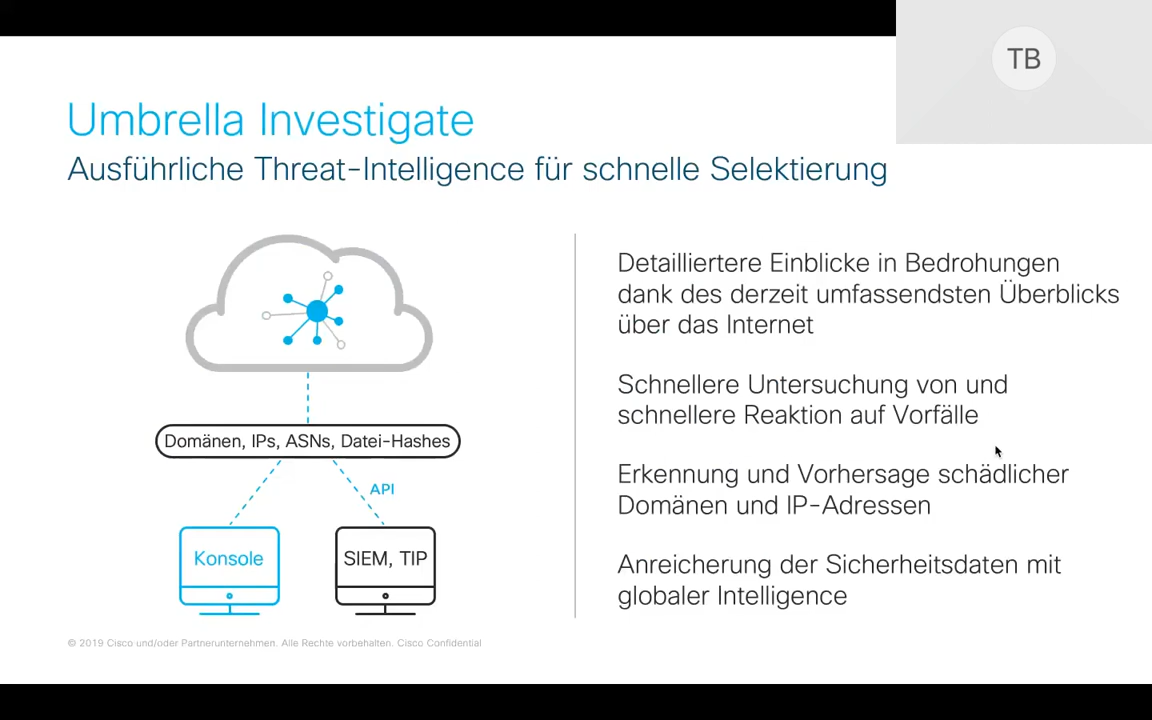 TB
Umbrella Investigate
Ausführliche Threat-Intelligence für schnelle Selektierung
Domänen, IPs, ASNs, Datei-Hashes
API
Konsole
SIEM, TIP
Detailliertere Einblicke in Bedrohungen
dank des derzeit umfassendsten Überblicks
über das Internet
Schnellere Untersuchung von und
schnellere Reaktion auf Vorfälle
Erkennung und Vorhersage schädlicher
Domänen und IP-Adressen
Anreicherung der Sicherheitsdaten mit
globaler Intelligence
© 2019 Cisco und/oder Partnerunternehmen. Alle Rechte vorbehalten. Cisco Confidential